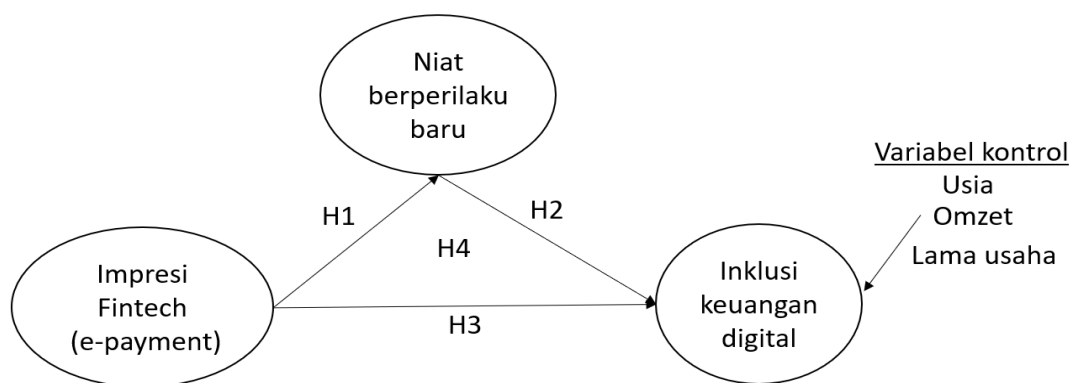 Niat
berperilaku
baru
Variabel kontrol
Usia
Omzet
Lama usaha
H1
H2
H4
Impresi
Fintech
(e-payment)
H3
Inklusi
keuangan
digital